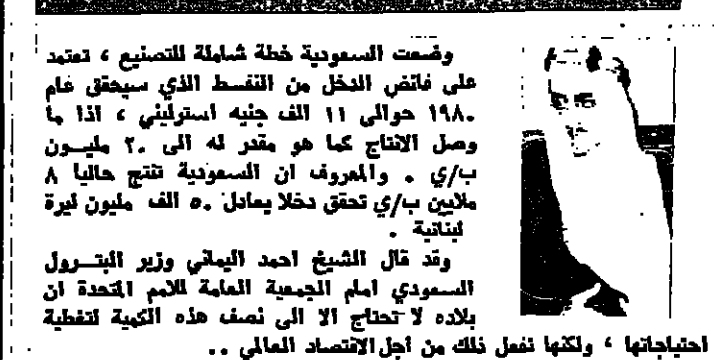 وضعت السعودية خطة شاملة للتصنيع ، تعتمد
على فائض الدخل من النفط الذي سيحقق عام
١٩٨٠ حوالى ١١ الف جنيه استرليني ، اذا ما
وصل الانتاج كما هو مقدر له الى ٢٠ مليون
ب/ي . والمعروف ان السعودية تنتج حاليا ٨
ملايين ب/ي تحقق دخلا يعادل ٥٠ الف مليون ليرة
لبنانية .
وقد قال الشيخ احمد اليماني وزير البترول
السعودي امام الجمعية العامة للامم المتحدة ان
بلاده لا تحتاج الا الى نصف هذه الكمية لتغطية
احتياجاتها ، ولكنها تفعل ذلك من اجل الاقتصاد العالمي ..